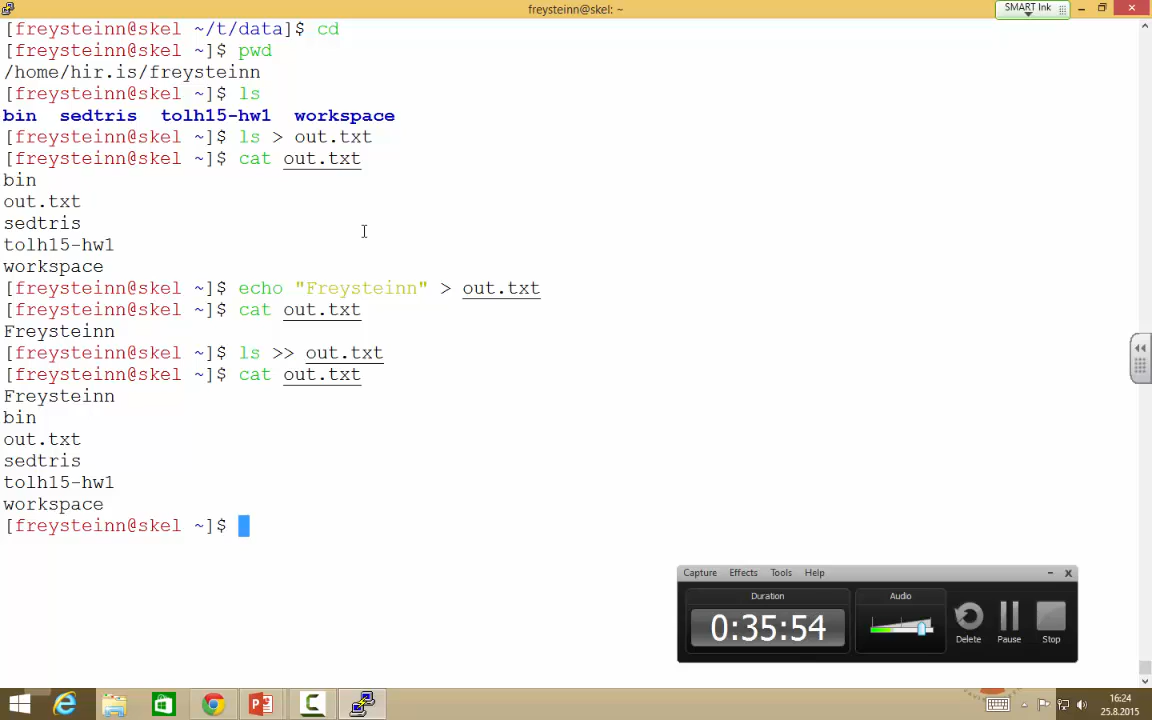 freysteinn@skel: ~
SMART Ink
[freysteinn@skel ~/t/data]$ cd
[freysteinn@skel ~]$ pwd
/home/hir.is/freysteinn
[freysteinn@skel ~]$ ls
bin  sedtris  tolh15-hw1  workspace
[freysteinn@skel ~]$ ls > out.txt
[freysteinn@skel ~]$ cat out.txt
bin
out.txt
sedtris
tolh15-hw1
workspace
[freysteinn@skel ~]$ echo "Freysteinn" > out.txt
[freysteinn@skel ~]$ cat out.txt
Freysteinn
[freysteinn@skel ~]$ ls >> out.txt
[freysteinn@skel ~]$ cat out.txt
Freysteinn
bin
out.txt
sedtris
tolh15-hw1
workspace
[freysteinn@skel ~]$
Capture Effects Tools Help
Duration
Audio
0:35:54
Delete Pause Stop
16:24
25.8.2015